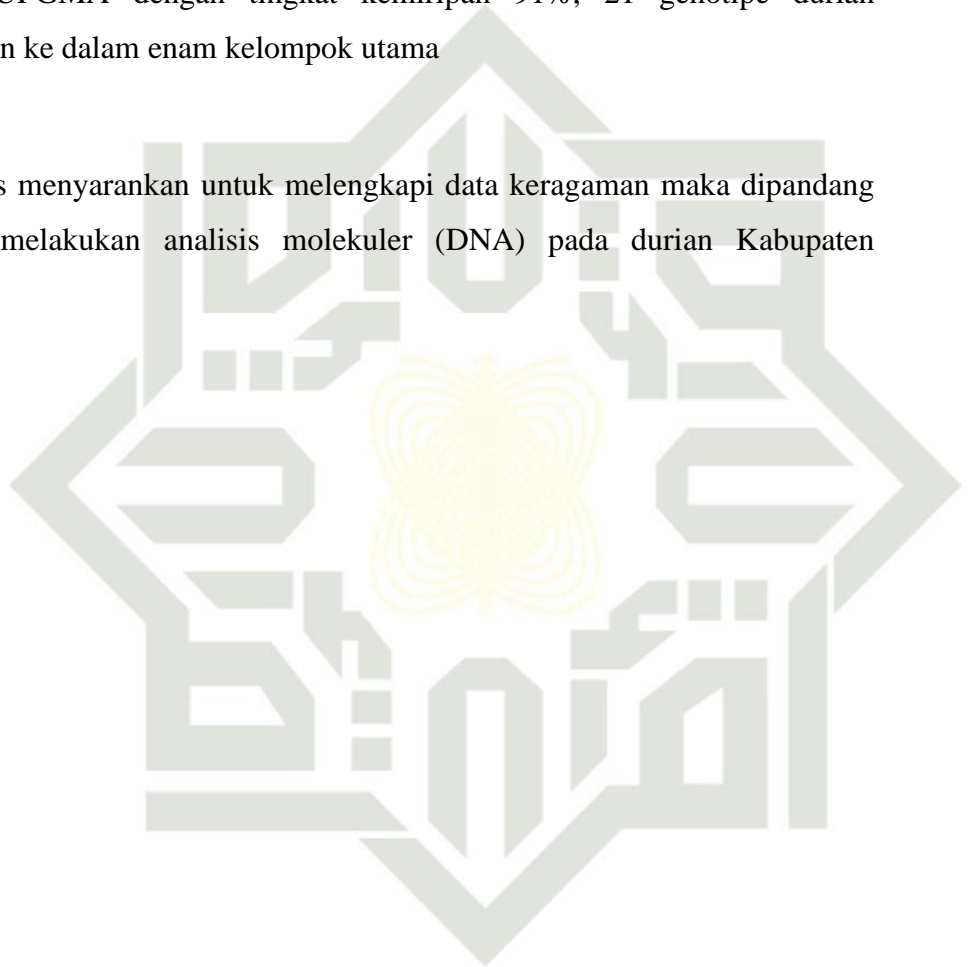 UPGMA dengan tingkat kemiripan 91%, 21 genotipe durian
n ke dalam enam kelompok utama
s menyarankan untuk melengkapi data keragaman maka dipandang
melakukan analisis molekuler (DNA) pada durian Kabupaten